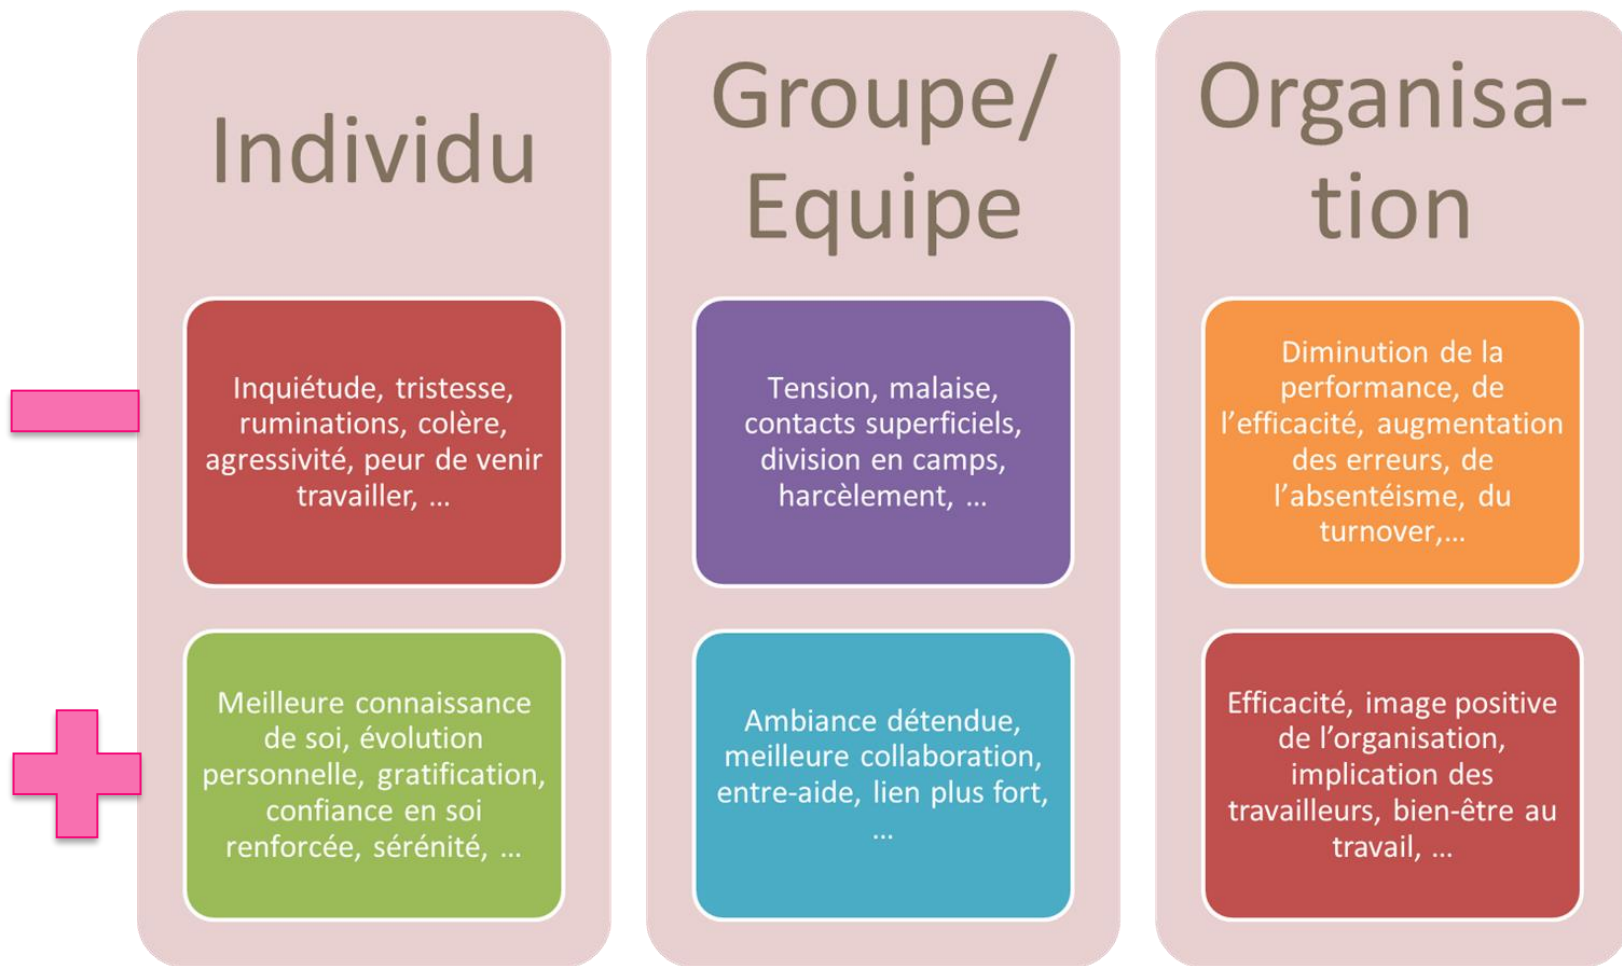 Individu
Inquiétude, tristesse,
ruminations, colère,
agressivité, peur de venir
travailler, ...
Meilleure connaissance
de soi, évolution
personnelle, gratification,
confiance en soi
renforcée, sérénité, ...
Groupe/
Equipe
Tension, malaise,
contacts superficiels,
division en camps,
harcèlement, ...
Ambiance détendue,
meilleure collaboration,
entre-aide, lien plus fort,
...
Organisa-
tion
Diminution de la
performance, de
l’efficacité, augmentation
des erreurs, de
l’absentéisme, du
turnover,...
Efficacité, image positive
de l’organisation,
implication des
travailleurs, bien-être au
travail, ...